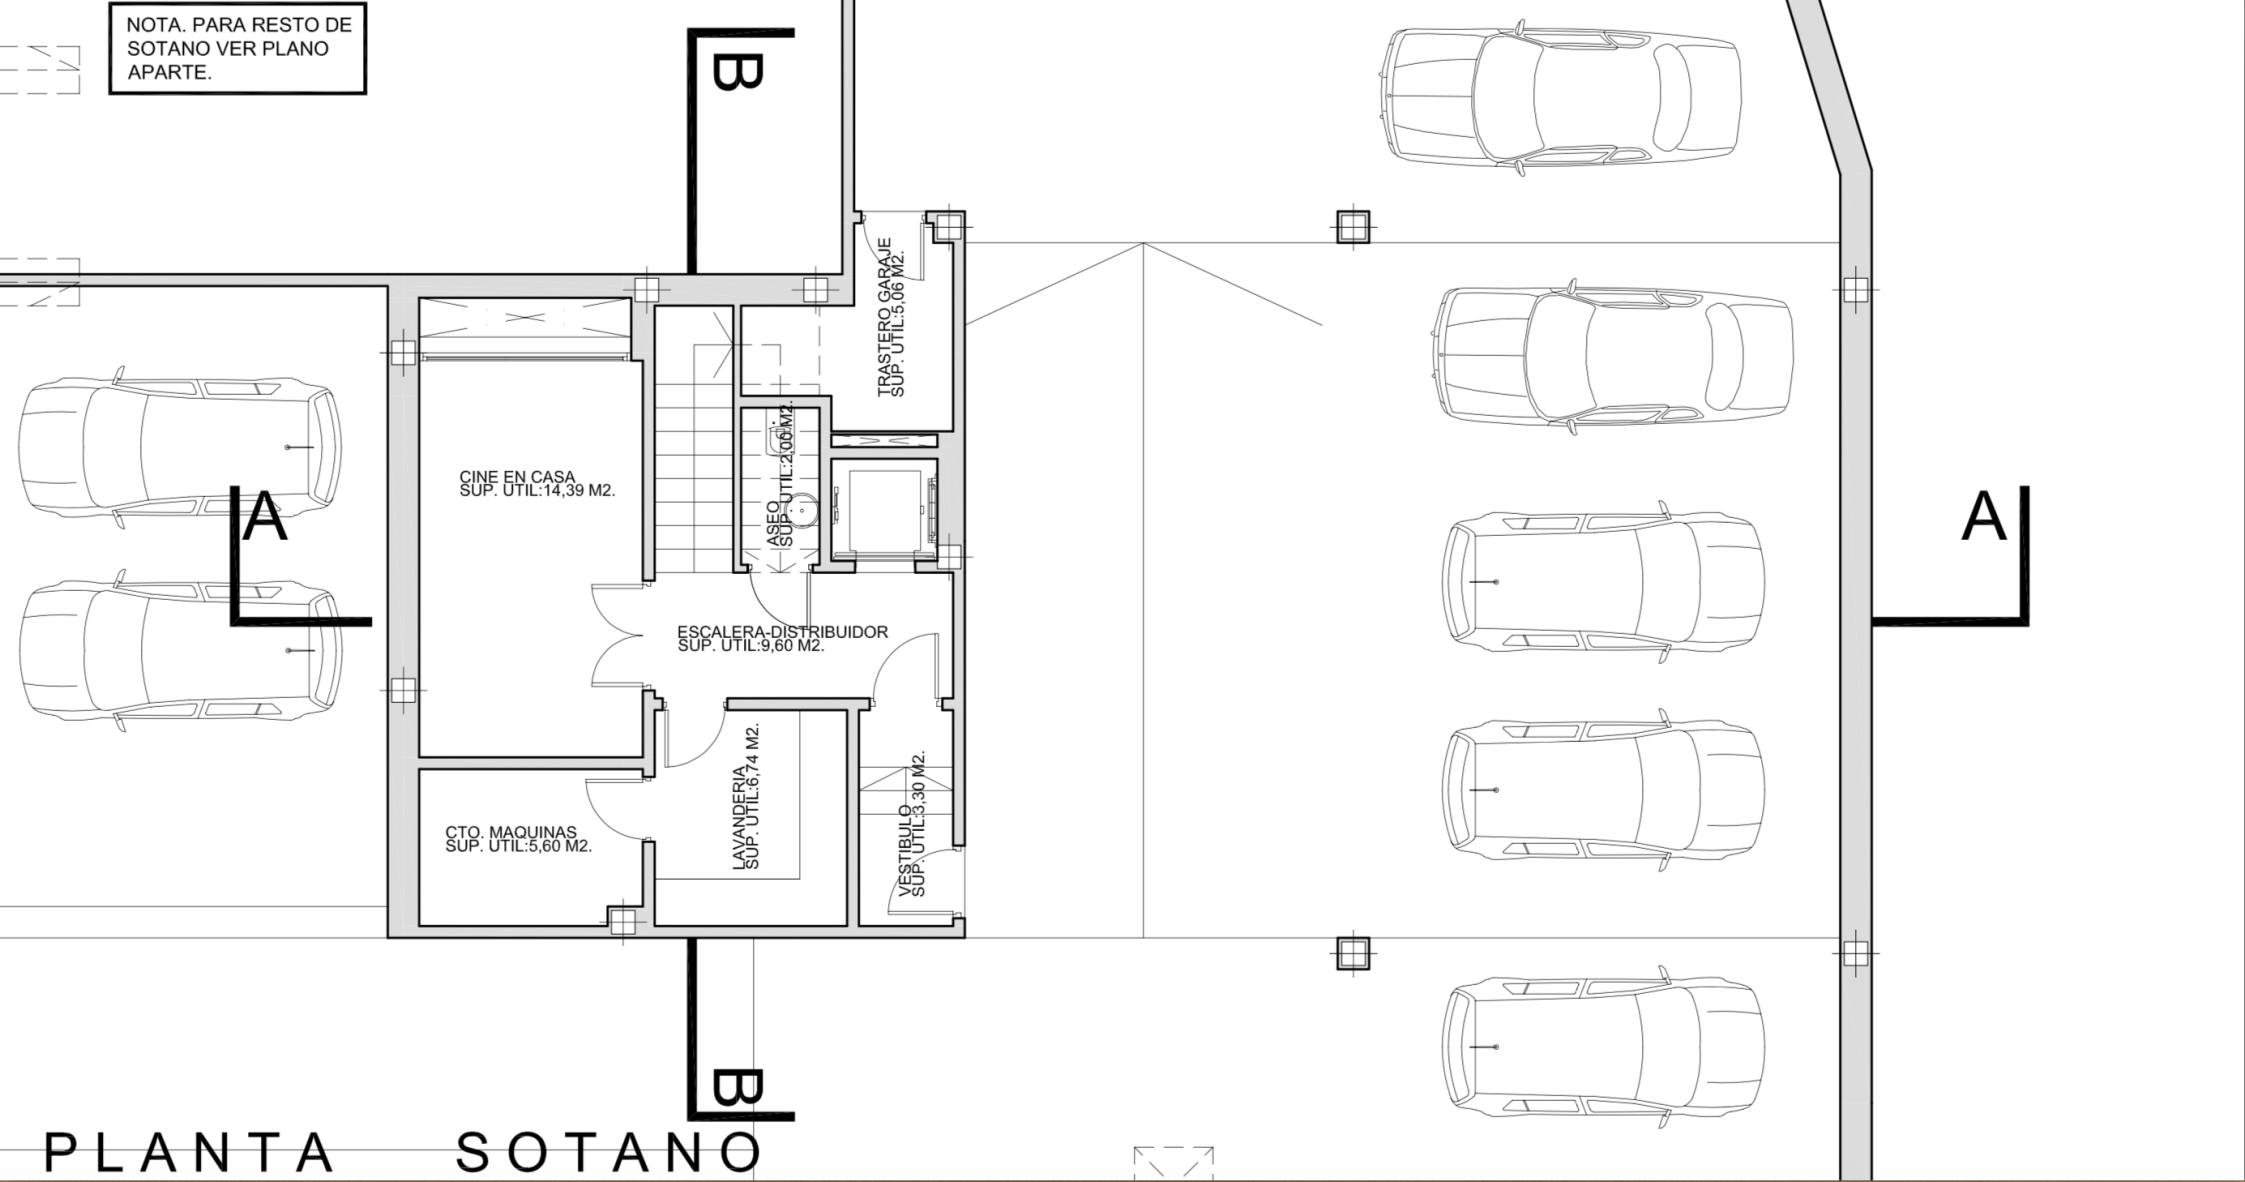 NOTA. PARA RESTO DE
SOTANO VER PLANO
APARTE.
B
TRASTERO GARAJE
SUP. UTIL:5,06 M2.
CINE EN CASA
SUP. UTIL:14,39 M2.
ASEO
SUP. UTIL:2,00 M2.
A
A
ESCALERA-DISTRIBUIDOR
SUP. UTIL:9,60 M2.
LAVANDERIA
SUP. UTIL:6,74 M2.
VESTIBULO
SUP. UTIL:3,30 M2.
CTO. MAQUINAS
SUP. UTIL:5,60 M2.
B
PLANTA SOTANO